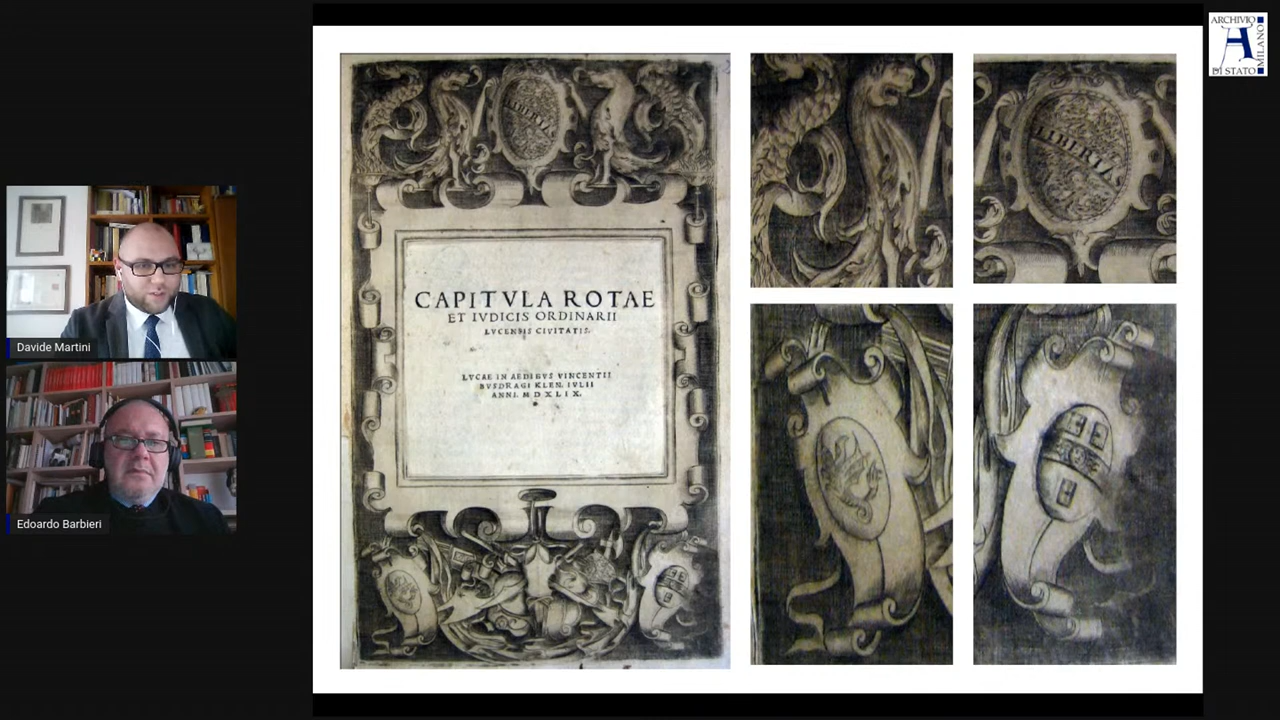 Davide Martini
Edoardo Barbieri
LIBERTAS
CAPITVLA ROTAE
ET IVDICIS ORDINARII
LVCENSIS CIVITATIS.
LVCAE IN AEDIBVS VINCENTII
BVSDRAGI KLEN. IVLII
ANNI. M D XLIX.
LIBERTAS
ARCHIVIO
A
DI STATO
MILANO